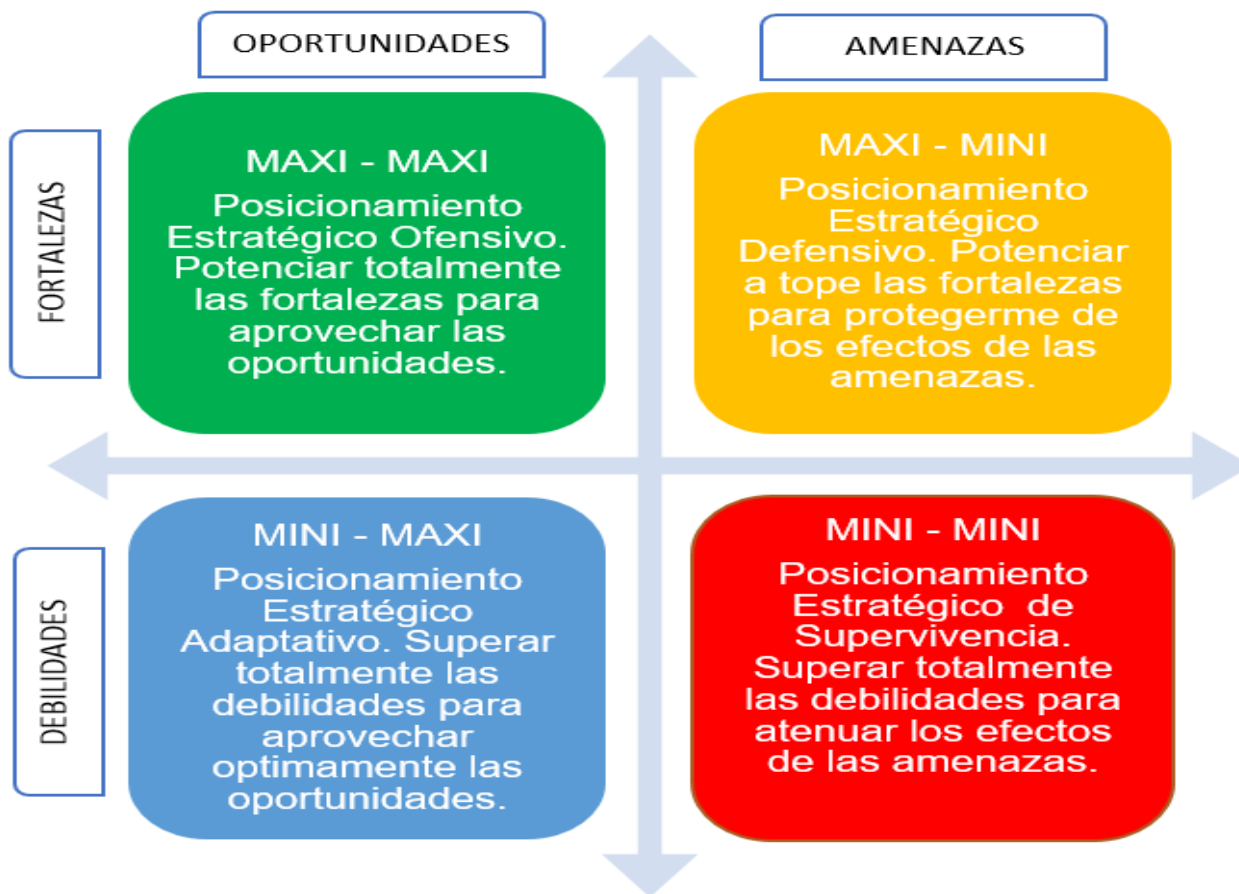 OPORTUNIDADES
AMENAZAS
FORTALEZAS
MAXI - MAXI
Posicionamiento
Estratégico Ofensivo.
Potenciar totalmente
las fortalezas para
aprovechar las
oportunidades.
MAXI - MINI
Posicionamiento
Estratégico
Defensivo. Potenciar
a tope las fortalezas
para protegerme de
los efectos de las
amenazas.
DEBILIDADES
MINI - MAXI
Posicionamiento
Estratégico
Adaptativo. Superar
totalmente las
debilidades para
aprovechar
optimamente las
oportunidades.
MINI - MINI
Posicionamiento
Estratégico  de
Supervivencia.
Superar totalmente
las debilidades para
atenuar los efectos
de las amenazas.